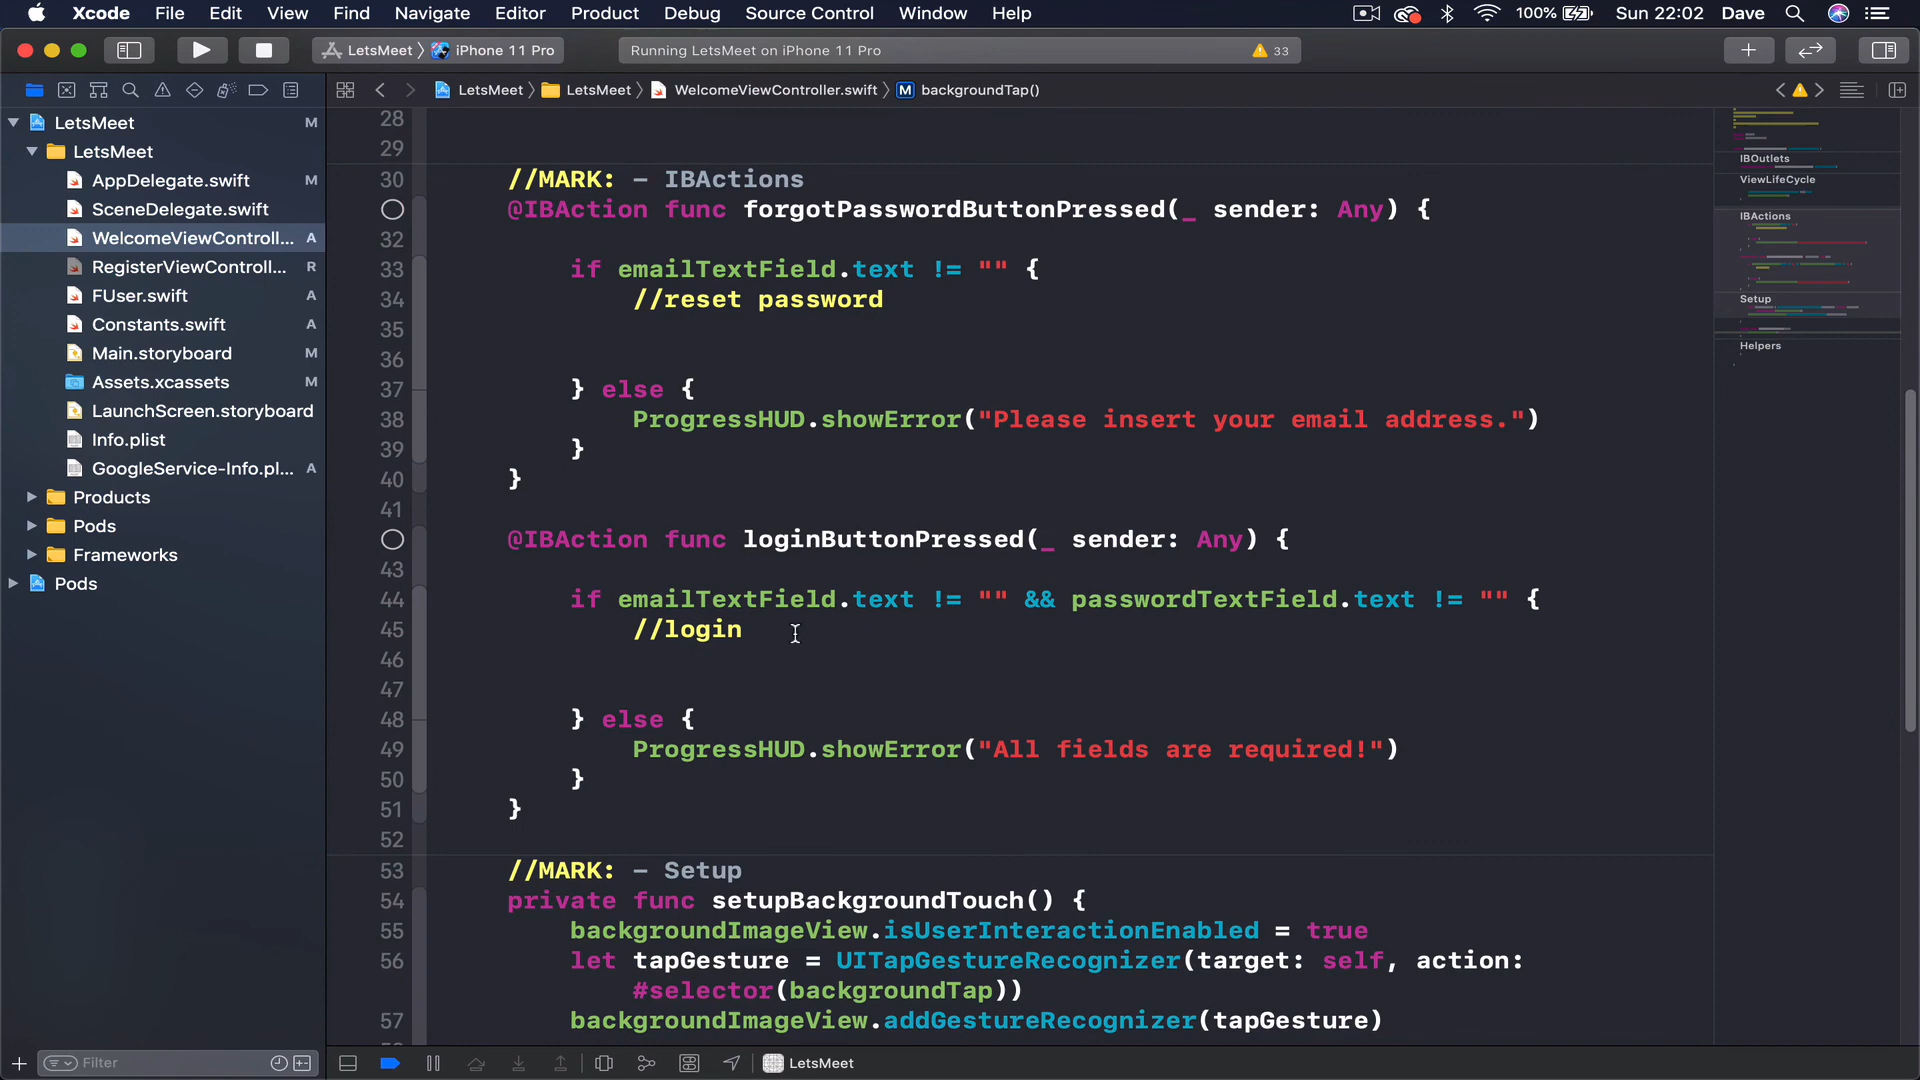 Xcode File Edit View Find Navigate Editor Product Debug Source Control Window Help 100% Sun 22:02 Dave
LetsMeet iPhone 11 Pro Running LetsMeet on iPhone 11 Pro 33
LetsMeet LetsMeet WelcomeViewController.swift M backgroundTap()
LetsMeet M
LetsMeet
AppDelegate.swift M
SceneDelegate.swift
WelcomeViewControll... A
RegisterViewControll... R
FUser.swift A
Constants.swift A
Main.storyboard M
Assets.xcassets M
LaunchScreen.storyboard
Info.plist
GoogleService-Info.pl... A
Products
Pods
Frameworks
Pods
Filter
28
29
30 //MARK: - IBActions
@IBAction func forgotPasswordButtonPressed(_ sender: Any) {
32
33 if emailTextField.text != "" {
34 //reset password
35
36
37 } else {
38 ProgressHUD.showError("Please insert your email address.")
39 }
40 }
41
@IBAction func loginButtonPressed(_ sender: Any) {
43
44 if emailTextField.text != "" && passwordTextField.text != "" {
45 //login
46
47
48 } else {
49 ProgressHUD.showError("All fields are required!")
50 }
51 }
52
53 //MARK: - Setup
54 private func setupBackgroundTouch() {
55 backgroundImageView.isUserInteractionEnabled = true
56 let tapGesture = UITapGestureRecognizer(target: self, action:
#selector(backgroundTap))
57 backgroundImageView.addGestureRecognizer(tapGesture)
IBOutlets
ViewLifeCycle
IBActions
Setup
Helpers
LetsMeet